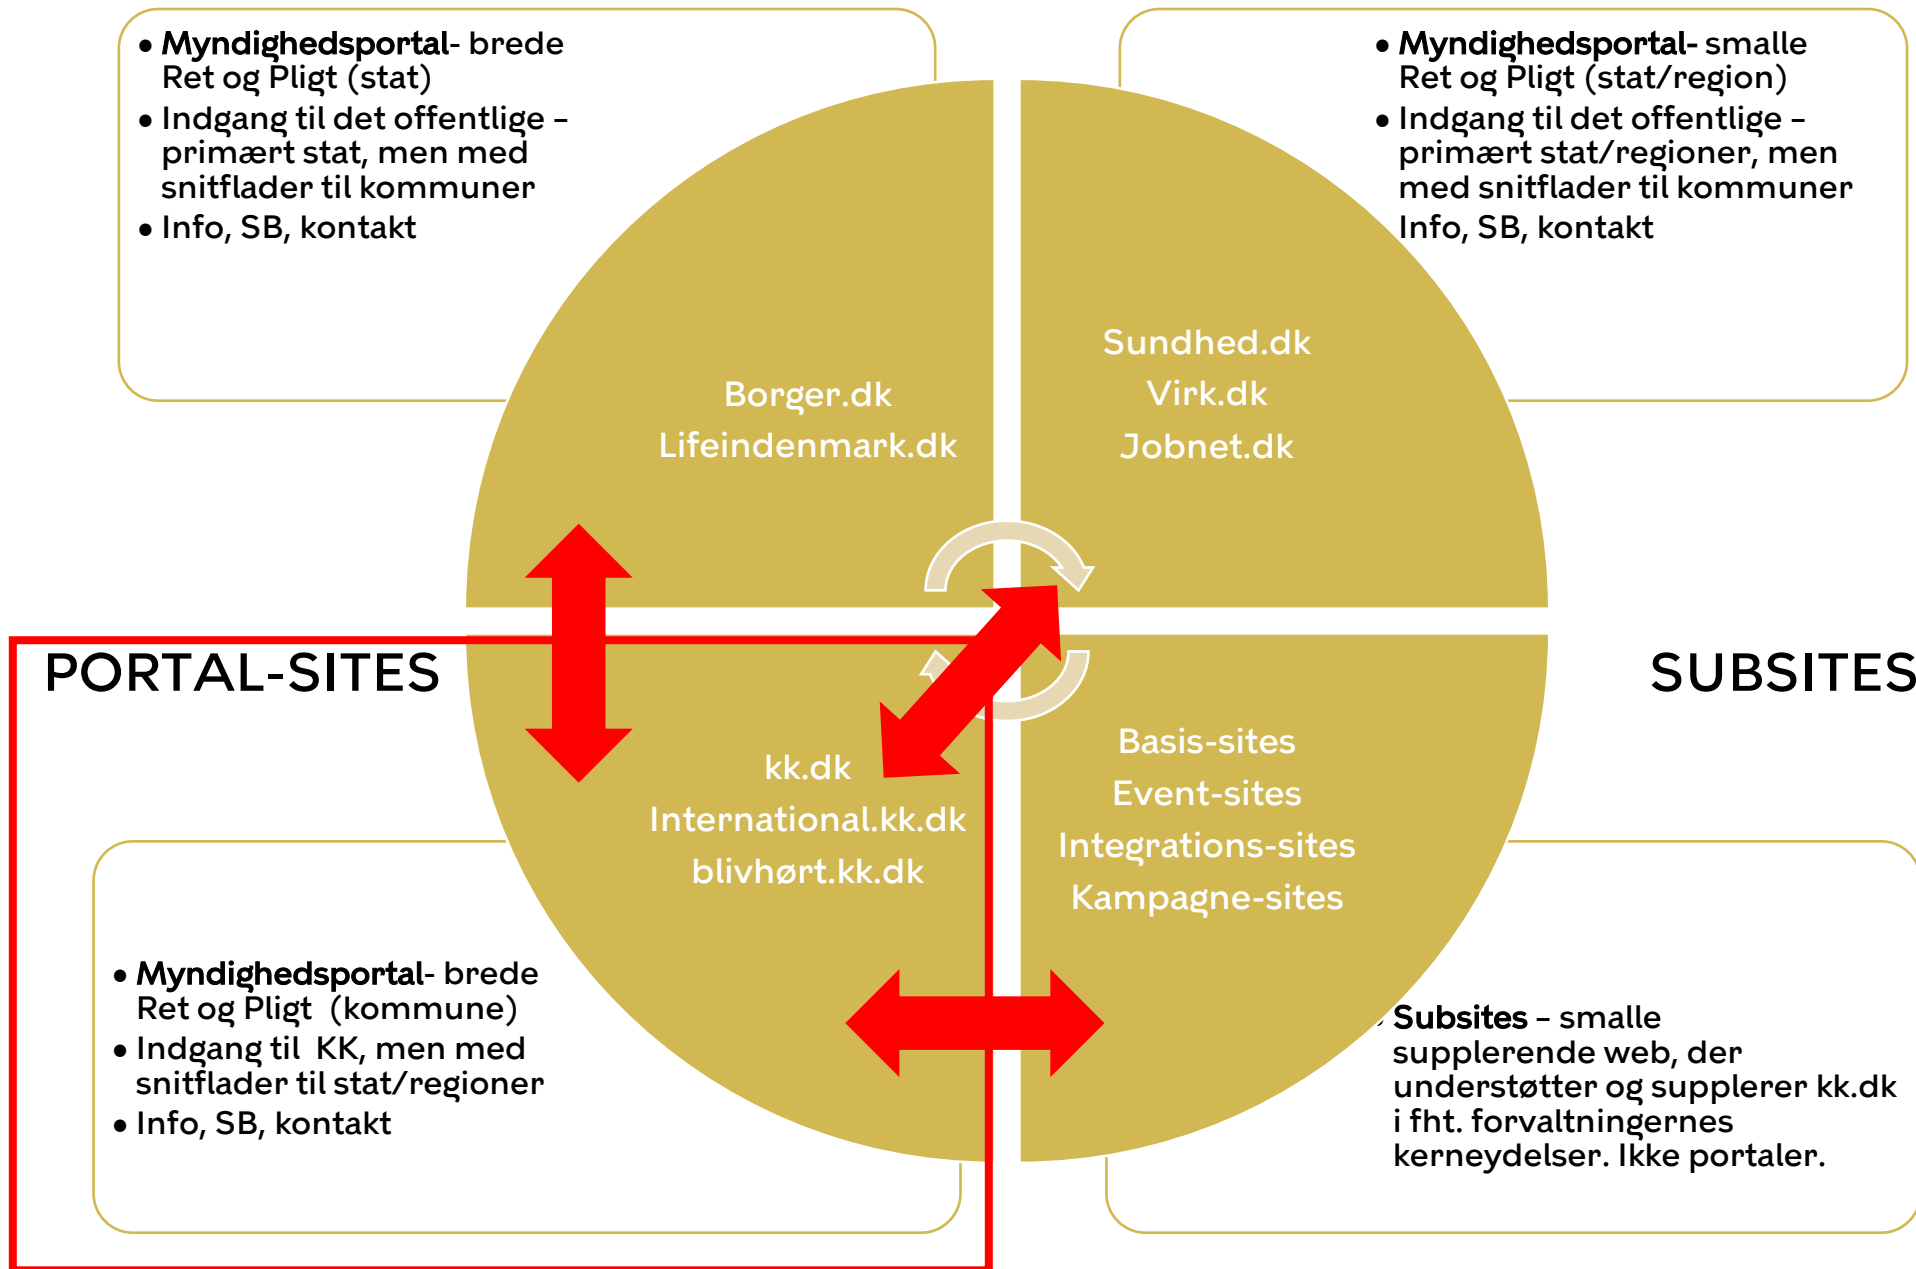 • Myndighedsportal- brede
Ret og Pligt (stat)
• Indgang til det offentlige –
primært stat, men med
snitflader til kommuner
• Info, SB, kontakt
• Myndighedsportal- smalle
Ret og Pligt (stat/region)
• Indgang til det offentlige –
primært stat/regioner, men
med snitflader til kommuner
Info, SB, kontakt
Borger.dk
Lifeindenmark.dk
Sundhed.dk
Virk.dk
Jobnet.dk
PORTAL-SITES
SUBSITES
kk.dk
International.kk.dk
blivhørt.kk.dk
Basis-sites
Event-sites
Integrations-sites
Kampagne-sites
• Myndighedsportal- brede
Ret og Pligt (kommune)
• Indgang til KK, men med
snitflader til stat/regioner
• Info, SB, kontakt
• Subsites – smalle
supplerende web, der
understøtter og supplerer kk.dk
i fht. forvaltningernes
kerneydelser. Ikke portaler.